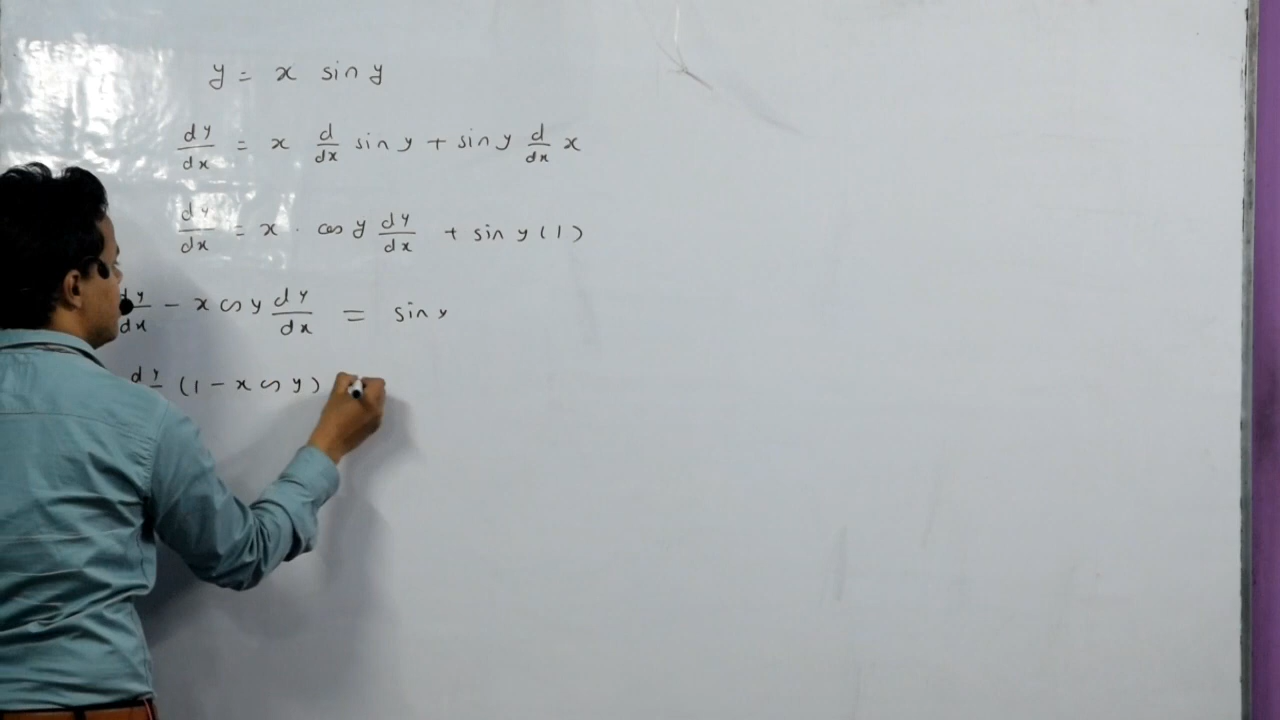 y = x sin y
dy/dx = x d/dx sin y + sin y d/dx x
dy/dx = x · cos y dy/dx + sin y (1)
dy/dx - x cos y dy/dx = sin y
dy (1 - x cos y)